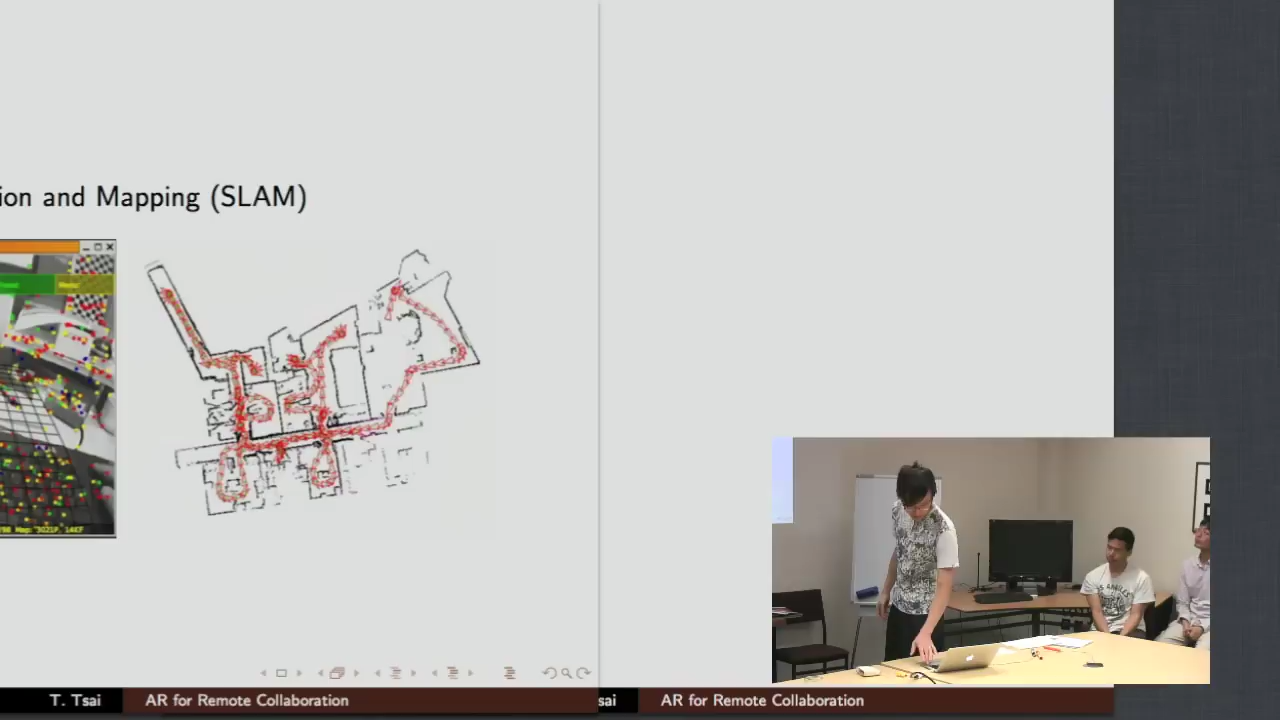 ion and Mapping (SLAM)
T. Tsai
AR for Remote Collaboration
sai
AR for Remote Collaboration